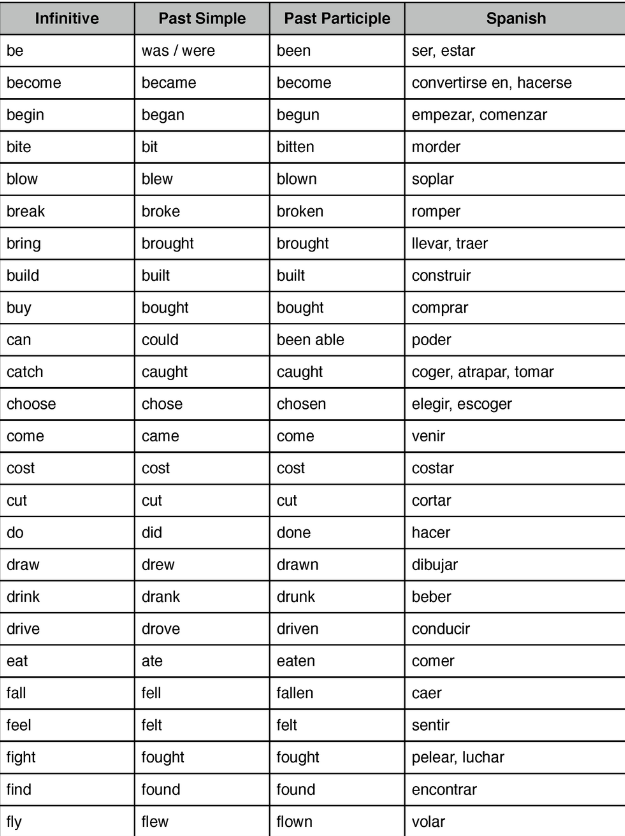 Infinitive Past Simple Past Participle Spanish
be was / were been ser, estar
become became become convertirse en, hacerse
begin began begun empezar, comenzar
bite bit bitten morder
blow blew blown soplar
break broke broken romper
bring brought brought llevar, traer
build built built construir
buy bought bought comprar
can could been able poder
catch caught caught coger, atrapar, tomar
choose chose chosen elegir, escoger
come came come venir
cost cost cost costar
cut cut cut cortar
do did done hacer
draw drew drawn dibujar
drink drank drunk beber
drive drove driven conducir
eat ate eaten comer
fall fell fallen caer
feel felt felt sentir
fight fought fought pelear, luchar
find found found encontrar
fly flew flown volar